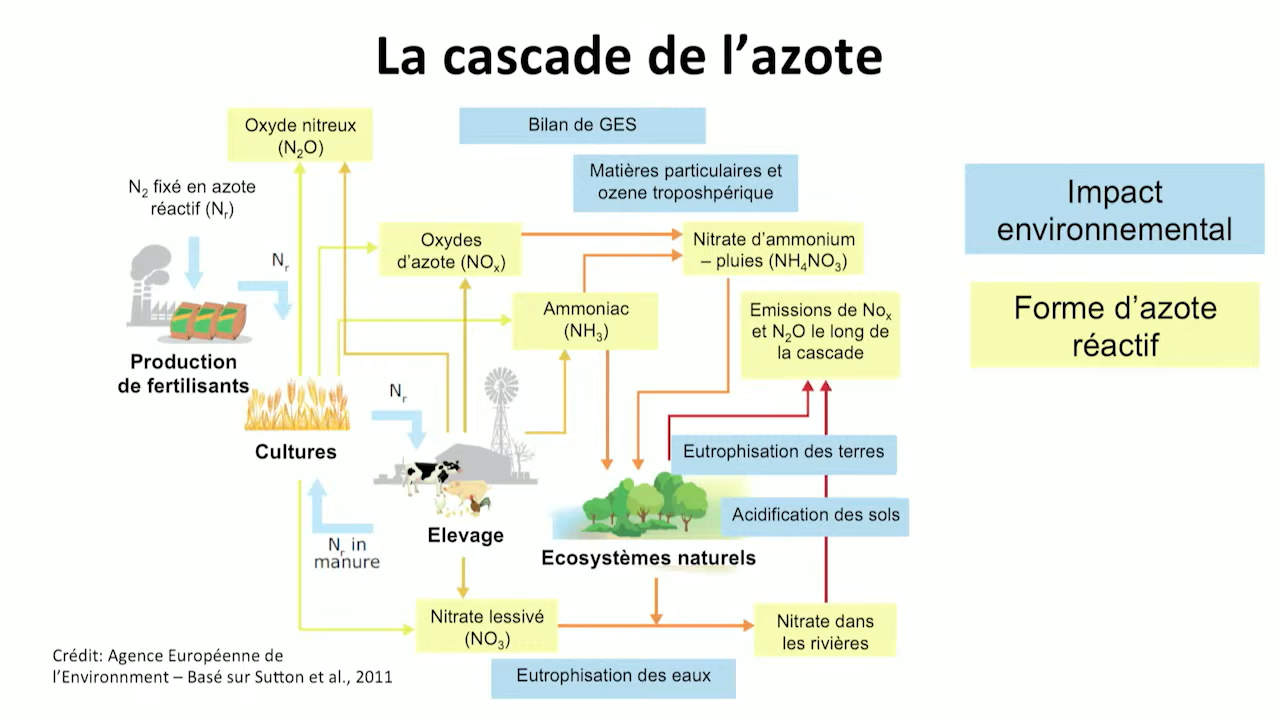 La cascade de l’azote
Oxyde nitreux
(N2O)
Bilan de GES
Matières particulaires et
ozene troposhpérique
N2 fixé en azote
réactif (Nr)
Impact
environnemental
Oxydes
d’azote (NOx)
Nitrate d’ammonium
– pluies (NH4NO3)
Nr
Ammoniac
(NH3)
Emissions de Nox
et N2O le long de
la cascade
Forme d’azote
réactif
Production
de fertilisants
Nr
Cultures
Eutrophisation des terres
Acidification des sols
Elevage
Nr in
manure
Ecosystèmes naturels
Nitrate lessivé
(NO3)
Nitrate dans
les rivières
Crédit: Agence Européenne de
l’Environnment – Basé sur Sutton et al., 2011
Eutrophisation des eaux